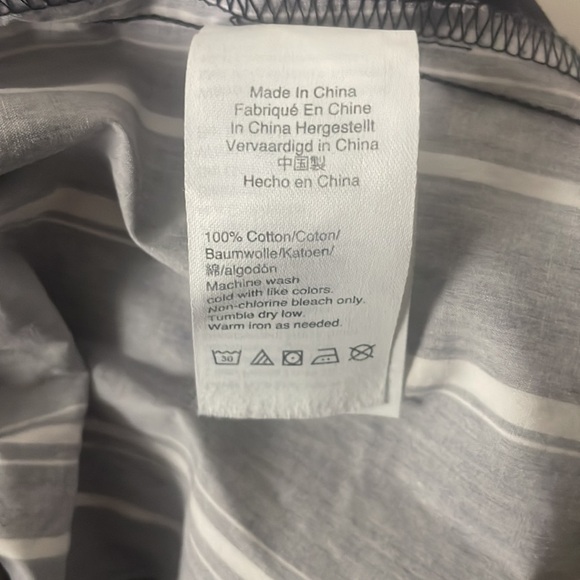 Made In China
Fabriqué En Chine
In China Hergestellt
Vervaardigd in China
中国製
Hecho en China
100% Cotton/Coton/
Baumwolle/Katoen/
綿/algodón
Machine wash
cold with like colors.
Non-chlorine bleach only.
Tumble dry low.
Warm iron as needed.
30